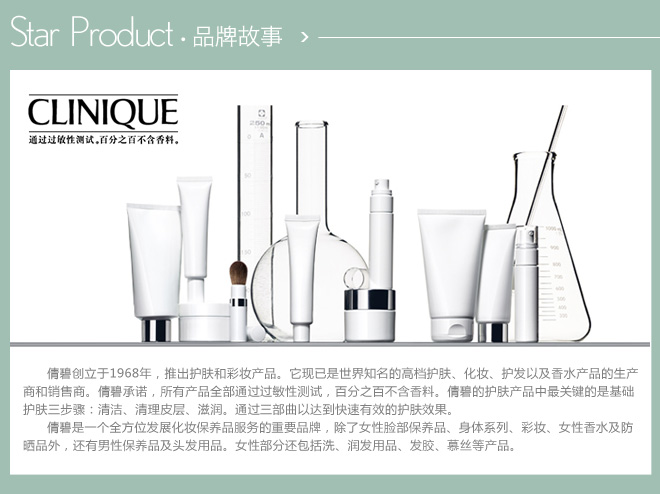 Star Product · 品牌故事
CLINIQUE
通过过敏性测试。百分之百不含香料。
倩碧创立于1968年，推出护肤和彩妆产品。它现已是世界知名的高档护肤、化妆、护发以及香水产品的生产
商和销售商。倩碧承诺，所有产品全部通过过敏性测试，百分之百不含香料。倩碧的护肤产品中最关键的是基础
护肤三步骤：清洁、清理皮层、滋润。通过三部曲以达到快速有效的护肤效果。
倩碧是一个全方位发展化妆保养品服务的重要品牌，除了女性脸部保养品、身体系列、彩妆、女性香水及防
晒品外，还有男性保养品及头发用品。女性部分还包括洗、润发用品、发胶、慕丝等产品。